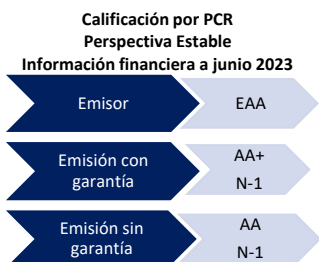 Calificación por PCR
Perspectiva Estable
Información financiera a junio 2023
Emisor
EAA
Emisión con
garantía
AA+
N-1
Emisión sin
garantía
AA
N-1